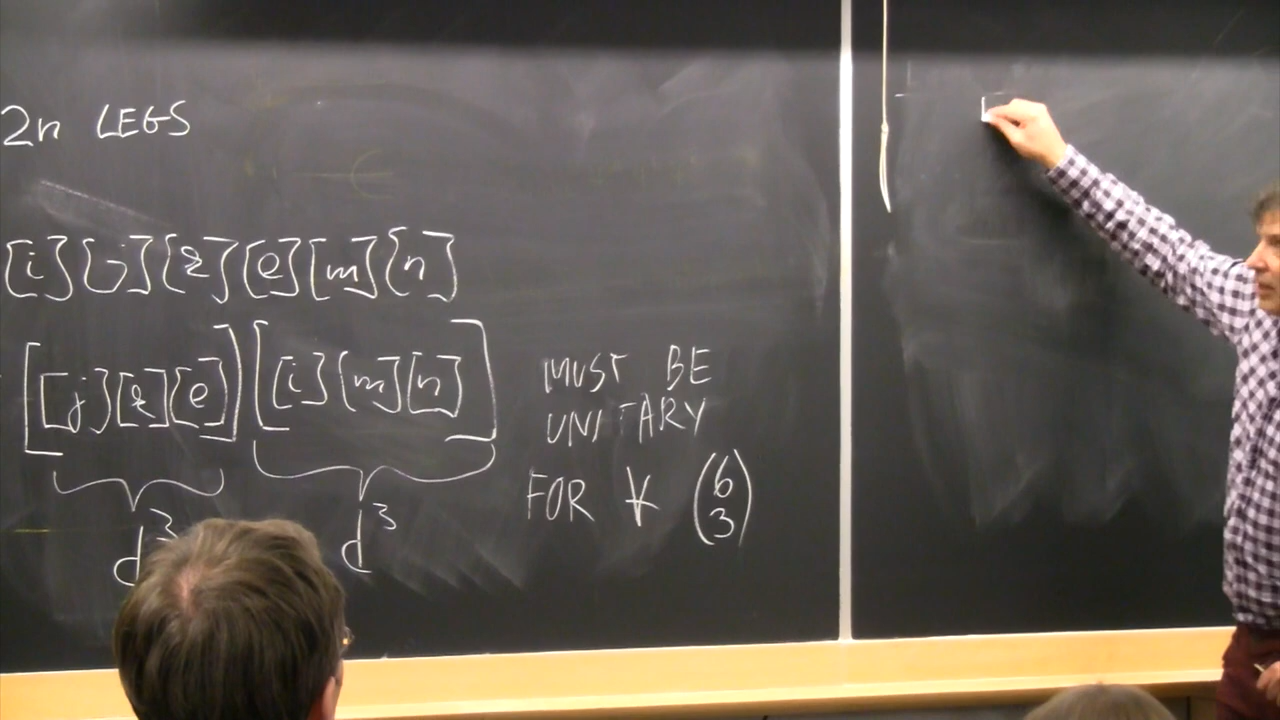 2n LEGS
[i][j][k][l][m][n]
[[j][k][l]][[i][m][n]]
MUST BE
UNITARY
FOR ∀ (6 3)
d³ d³